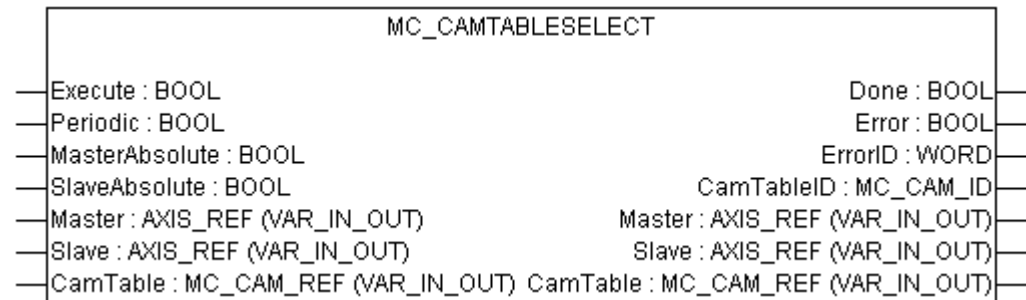 MC_CAMTABLESELECT
Execute : BOOL Done : BOOL
Periodic : BOOL Error : BOOL
MasterAbsolute : BOOL ErrorID : WORD
SlaveAbsolute : BOOL CamTableID : MC_CAM_ID
Master : AXIS_REF (VAR_IN_OUT) Master : AXIS_REF (VAR_IN_OUT)
Slave : AXIS_REF (VAR_IN_OUT) Slave : AXIS_REF (VAR_IN_OUT)
CamTable : MC_CAM_REF (VAR_IN_OUT) CamTable : MC_CAM_REF (VAR_IN_OUT)